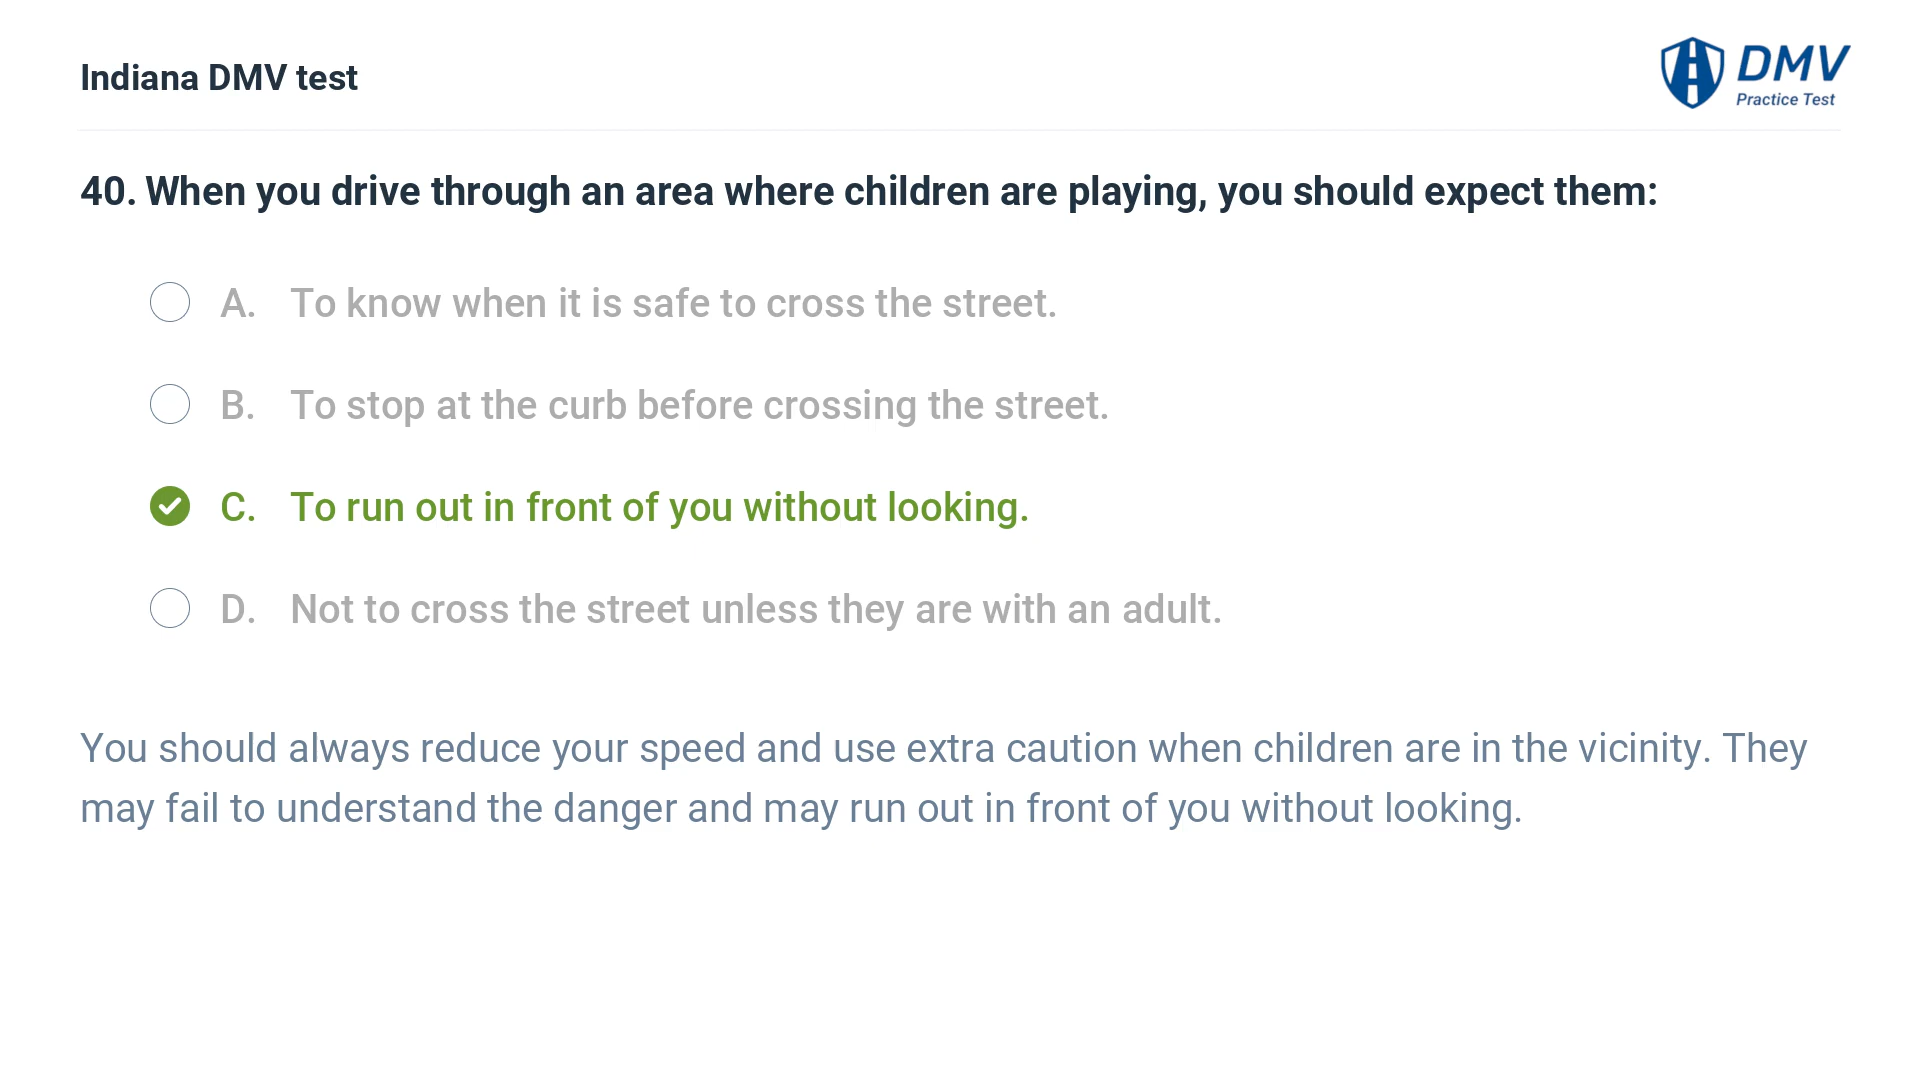 Indiana DMV test
DMV
Practice Test
40. When you drive through an area where children are playing, you should expect them:
A. To know when it is safe to cross the street.
B. To stop at the curb before crossing the street.
C. To run out in front of you without looking.
D. Not to cross the street unless they are with an adult.
You should always reduce your speed and use extra caution when children are in the vicinity. They
may fail to understand the danger and may run out in front of you without looking.